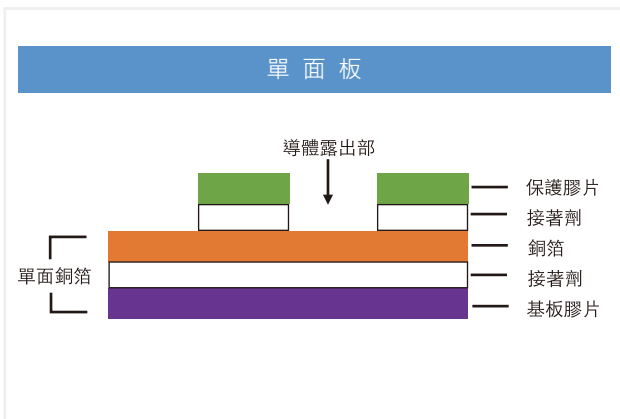 單面板
導體露出部
保護膠片
接著劑
銅箔
單面銅箔
接著劑
基板膠片